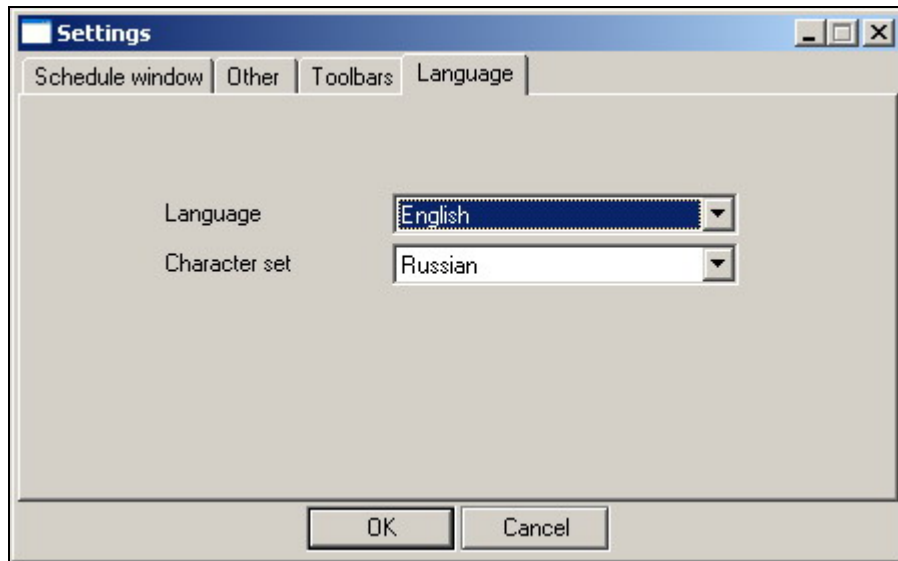 Settings
Schedule window Other Toolbars Language
Language English
Character set Russian
OK Cancel